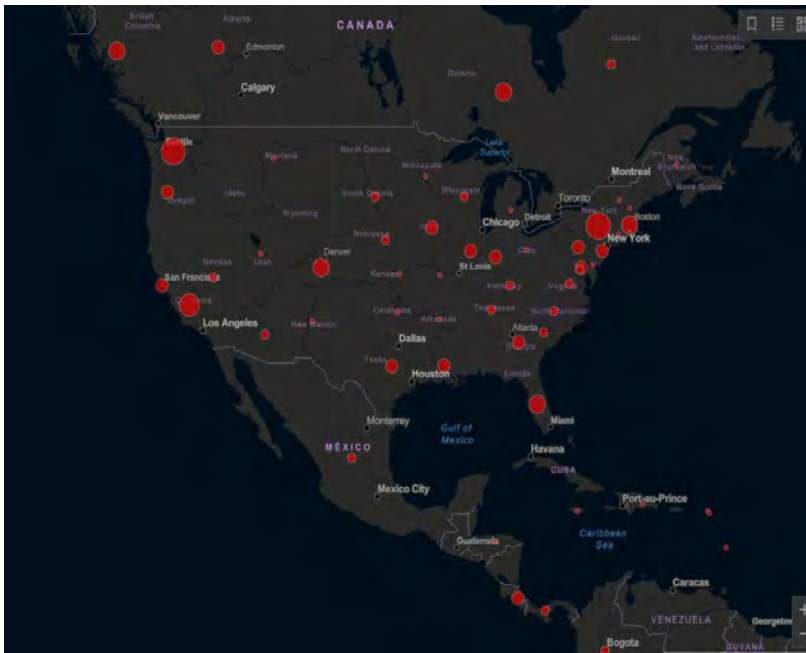 British
Columbia
Alberta
CANADA
Quebec
Newfoundland
and Labrador
Edmonton
Calgary
Ontario
Vancouver
Lake
Superior
Montana
North Dakota
Minnesota
Montreal
New
Brunswick
Nova Scotia
Oregon
Idaho
South Dakota
Wisconsin
Toronto
Wyoming
Chicago
Detroit
New York
Boston
Nebraska
New York
Ohio
Nevada
Utah
Denver
San Francisco
Kansas
St Louis
Kentucky
Virginia
California
Oklahoma
Tennessee
Los Angeles
New Mexico
Arkansas
Atlanta
Dallas
Georgia
Texas
Houston
Florida
Monterrey
Gulf of
Mexico
Miami
MÉXICO
Havana
CUBA
Mexico City
Port-au-Prince
Guatemala
Caribbean
Sea
Caracas
VENEZUELA
Bogota